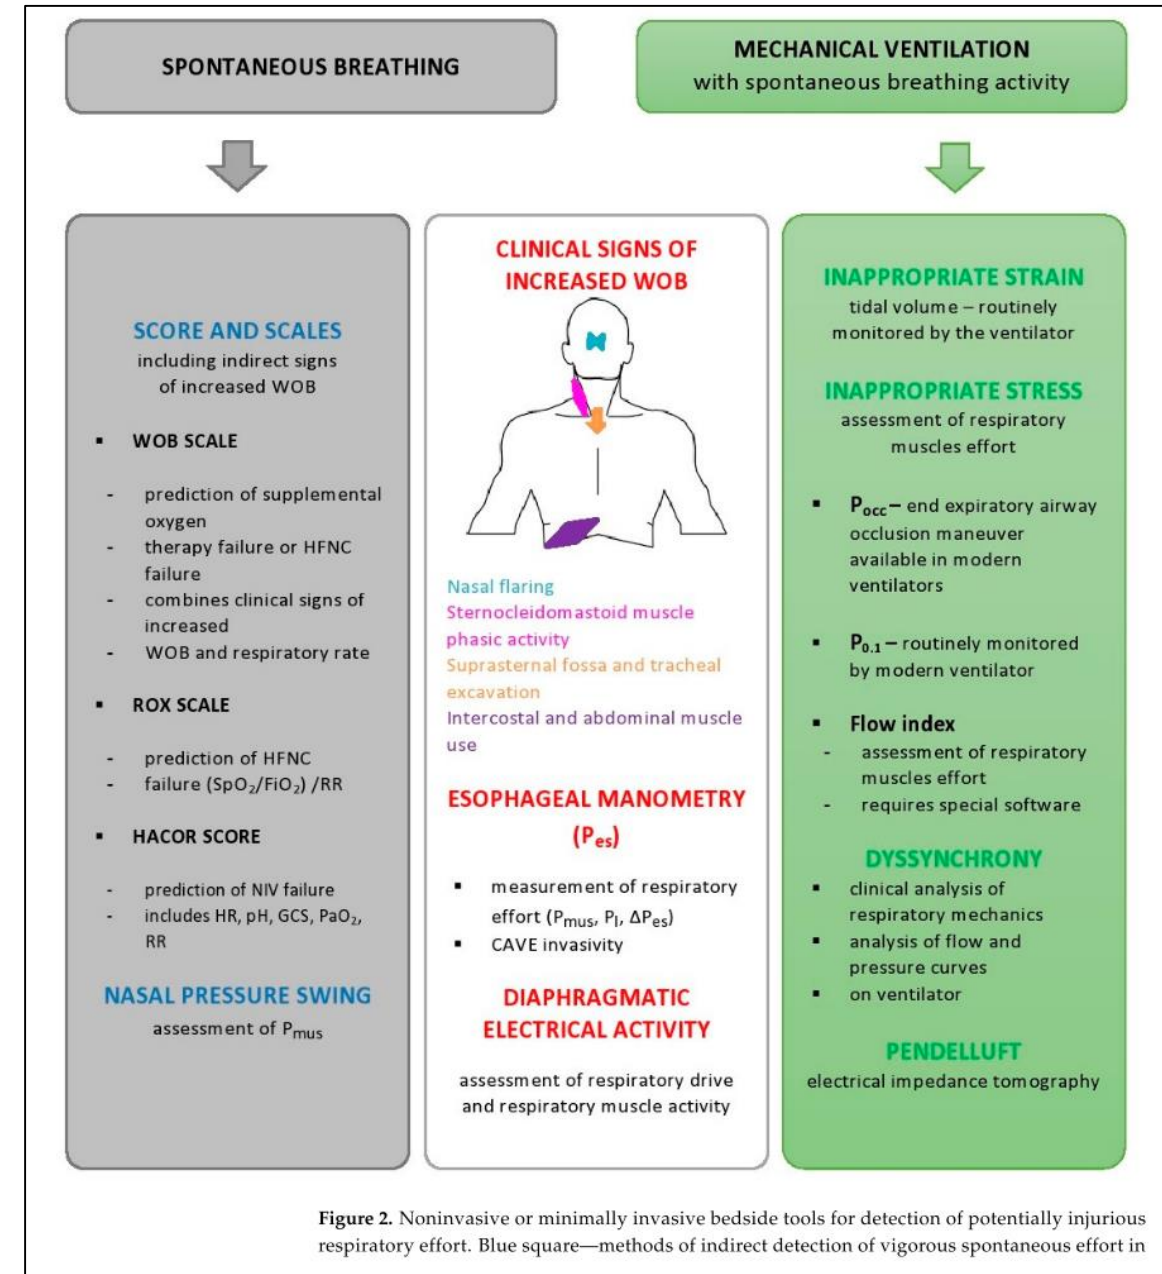 SPONTANEOUS BREATHING
MECHANICAL VENTILATION
with spontaneous breathing activity
SCORE AND SCALES
including indirect signs
of increased WOB
▪ WOB SCALE
- prediction of supplemental
oxygen
- therapy failure or HFNC
failure
- combines clinical signs of
increased
- WOB and respiratory rate
▪ ROX SCALE
- prediction of HFNC
- failure (SpO₂/FiO₂) /RR
▪ HACOR SCORE
- prediction of NIV failure
- includes HR, pH, GCS, PaO₂,
RR
NASAL PRESSURE SWING
assessment of Pmus
CLINICAL SIGNS OF
INCREASED WOB
Nasal flaring
Sternocleidomastoid muscle
phasic activity
Suprasternal fossa and tracheal
excavation
Intercostal and abdominal muscle
use
ESOPHAGEAL MANOMETRY
(Pes)
▪ measurement of respiratory
effort (Pmus, Pl, ΔPes)
▪ CAVE invasivity
DIAPHRAGMATIC
ELECTRICAL ACTIVITY
assessment of respiratory drive
and respiratory muscle activity
INAPPROPRIATE STRAIN
tidal volume – routinely
monitored by the ventilator
INAPPROPRIATE STRESS
assessment of respiratory
muscles effort
▪ Pocc – end expiratory airway
occlusion maneuver
available in modern
ventilators
▪ P0.1 – routinely monitored
by modern ventilator
▪ Flow index
- assessment of respiratory
muscles effort
- requires special software
DYSSYNCHRONY
▪ clinical analysis of
respiratory mechanics
▪ analysis of flow and
pressure curves
▪ on ventilator
PENDELLUFT
electrical impedance tomography
Figure 2. Noninvasive or minimally invasive bedside tools for detection of potentially injurious
respiratory effort. Blue square—methods of indirect detection of vigorous spontaneous effort in